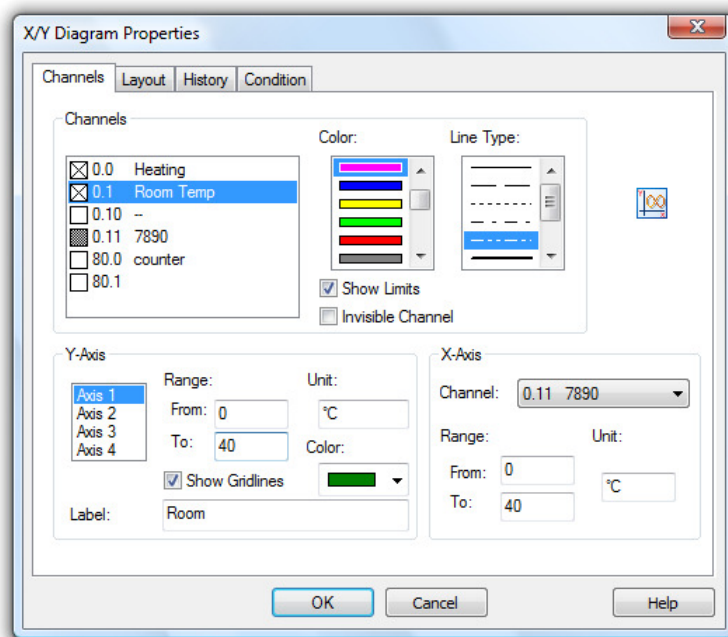 X/Y Diagram Properties
Channels Layout History Condition
Channels
0.0 Heating
0.1 Room Temp
0.10 --
0.11 7890
80.0 counter
80.1
Color:
Line Type:
Show Limits
Invisible Channel
Y-Axis
Axis 1
Axis 2
Axis 3
Axis 4
Range:
From: 0
To: 40
Unit:
°C
Color:
Show Gridlines
Label: Room
X-Axis
Channel: 0.11 7890
Range:
From: 0
To: 40
Unit:
°C
OK Cancel Help